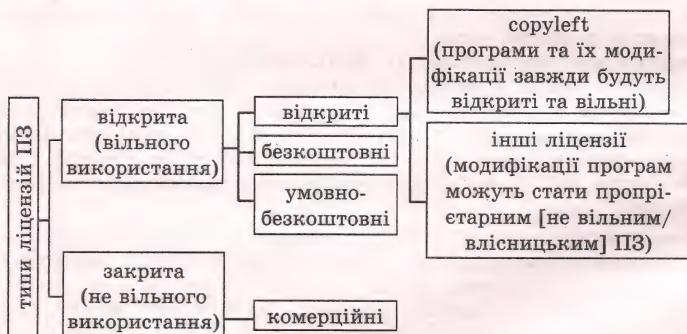 типи ліцензій ПЗ
відкрита
(вільного
використання)
закрита
(не вільного
використання)
відкриті
безкоштовні
умовно-
безкоштовні
комерційні
copyleft
(програми та їх моди-
фікації завжди будуть
відкриті та вільні)
інші ліцензії
(модифікації програм
можуть стати пропрі-
єтарним [не вільним/
влісницьким] ПЗ)